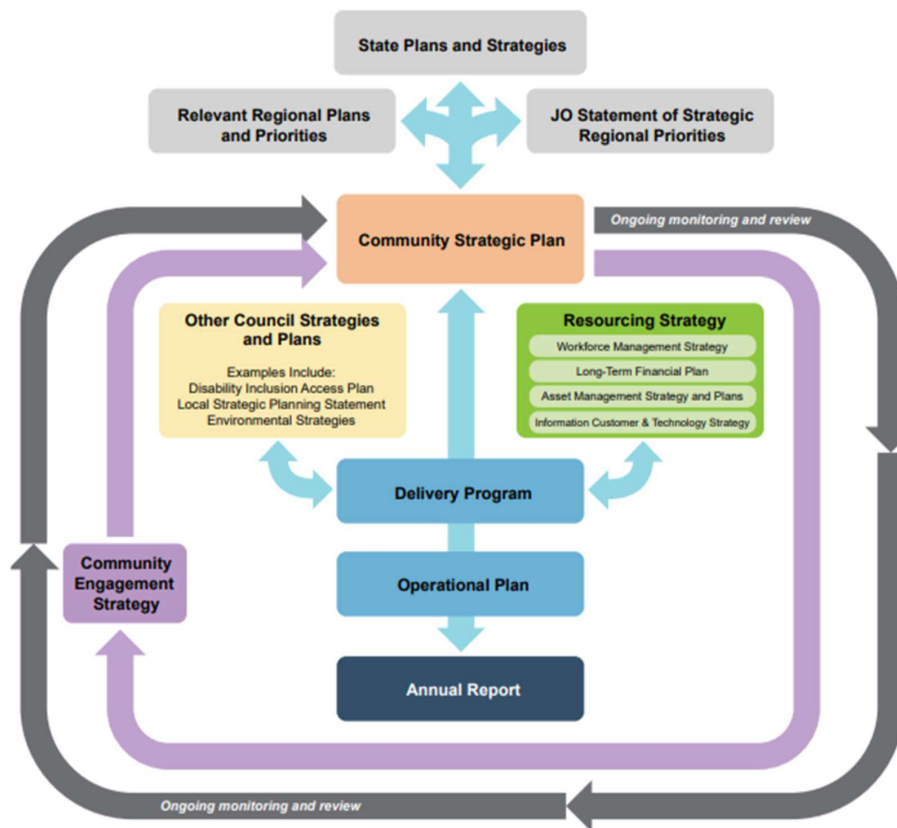 State Plans and Strategies
Relevant Regional Plans
and Priorities
JO Statement of Strategic
Regional Priorities
Community Strategic Plan
Ongoing monitoring and review
Other Council Strategies
and Plans
Examples Include:
Disability Inclusion Access Plan
Local Strategic Planning Statement
Environmental Strategies
Resourcing Strategy
Workforce Management Strategy
Long-Term Financial Plan
Asset Management Strategy and Plans
Information Customer & Technology Strategy
Delivery Program
Community
Engagement
Strategy
Operational Plan
Annual Report
Ongoing monitoring and review